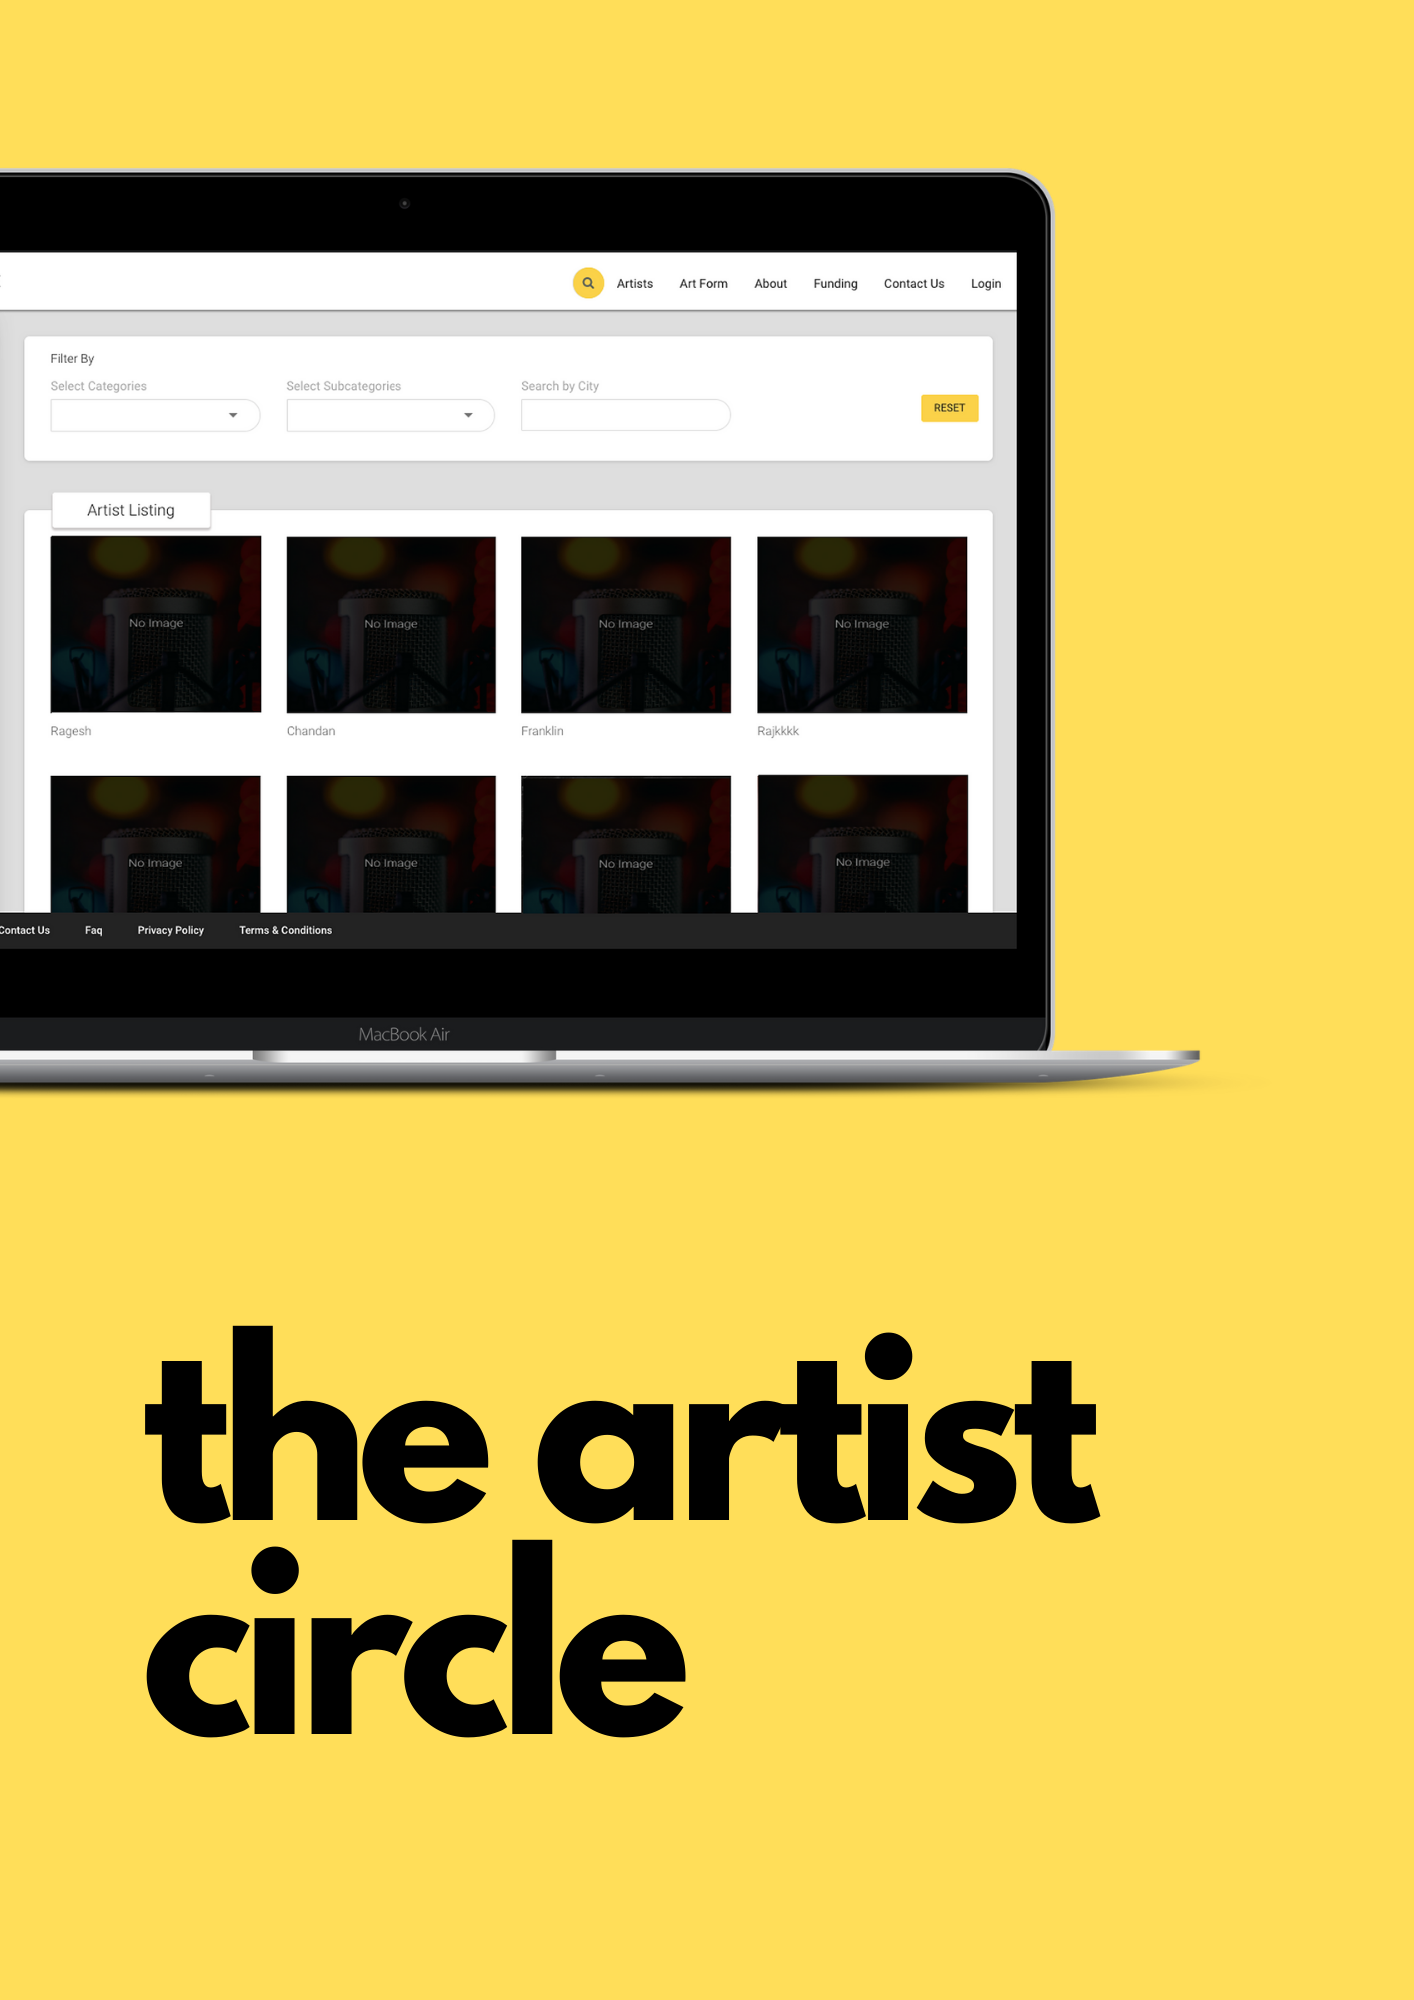 Artists Art Form About Funding Contact Us Login
Filter By
Select Categories Select Subcategories Search by City
RESET
Artist Listing
No Image No Image No Image No Image
Ragesh Chandan Franklin Rajkkkk
No Image No Image No Image No Image
Contact Us Faq Privacy Policy Terms & Conditions
MacBook Air
the artist
circle